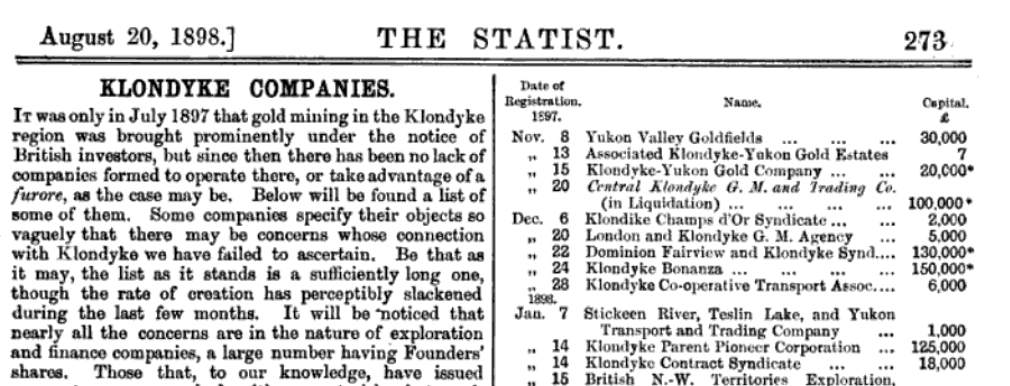 August 20, 1898.] THE STATIST. 273
KLONDYKE COMPANIES.
IT was only in July 1897 that gold mining in the Klondyke
region was brought prominently under the notice of
British investors, but since then there has been no lack of
companies formed to operate there, or take advantage of a
furore, as the case may be. Below will be found a list of
some of them. Some companies specify their objects so
vaguely that there may be concerns whose connection
with Klondyke we have failed to ascertain. Be that as
it may, the list as it stands is a sufficiently long one,
though the rate of creation has perceptibly slackened
during the last few months. It will be noticed that
nearly all the concerns are in the nature of exploration
and finance companies, a large number having Founders'
shares. Those that, to our knowledge, have issued
Date of
Registration. Name. Capital.
1897. £
Nov. 8 Yukon Valley Goldfields ... ... ... 30,000
„ 13 Associated Klondyke-Yukon Gold Estates 7
„ 15 Klondyke-Yukon Gold Company ... ... 20,000*
„ 20 Central Klondyke G. M. and Trading Co.
(in Liquidation) ... ... ... ... 100,000*
Dec. 6 Klondike Champs d'Or Syndicate ... ... 2,000
„ 20 London and Klondyke G. M. Agency ... 5,000
„ 22 Dominion Fairview and Klondyke Synd.... 130,000*
„ 24 Klondyke Bonanza ... ... ... ... 150,000*
„ 28 Klondyke Co-operative Transport Assoc.... 6,000
1898.
Jan. 7 Stickeen River, Teslin Lake, and Yukon
Transport and Trading Company ... 1,000
„ 14 Klondyke Parent Pioneer Corporation ... 125,000
„ 14 Klondyke Contract Syndicate ... ... 18,000
„ 15 British N.-W. Territories Exploration,